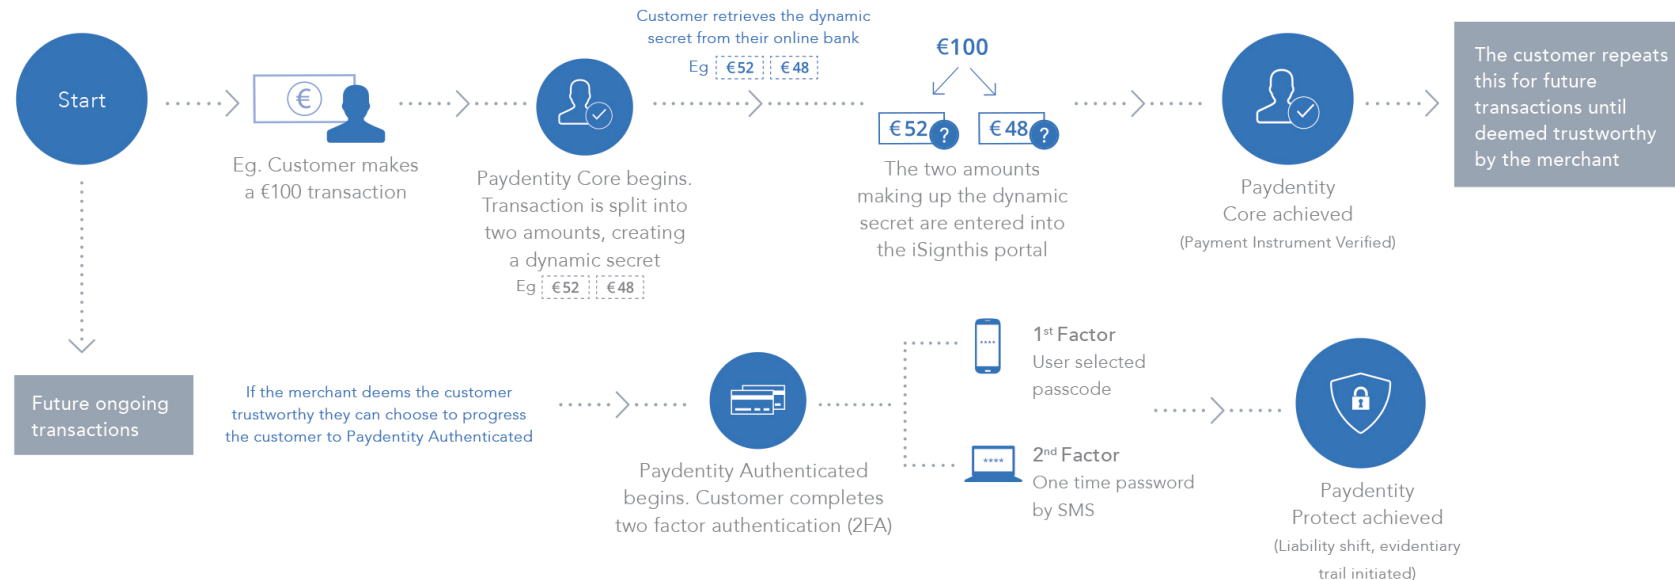 Start
€
Eg. Customer makes
a €100 transaction
Paydentity Core begins.
Transaction is split into
two amounts, creating
a dynamic secret
Eg €52 €48
Customer retrieves the dynamic
secret from their online bank
Eg €52 €48
€100
€52 ? €48 ?
The two amounts
making up the dynamic
secret are entered into
the iSignthis portal
Paydentity
Core achieved
(Payment Instrument Verified)
The customer repeats
this for future
transactions until
deemed trustworthy
by the merchant
Future ongoing
transactions
If the merchant deems the customer
trustworthy they can choose to progress
the customer to Paydentity Authenticated
Paydentity Authenticated
begins. Customer completes
two factor authentication (2FA)
****
1st Factor
User selected
passcode
****
2nd Factor
One time password
by SMS
Paydentity
Protect achieved
(Liability shift, evidentiary
trail initiated)